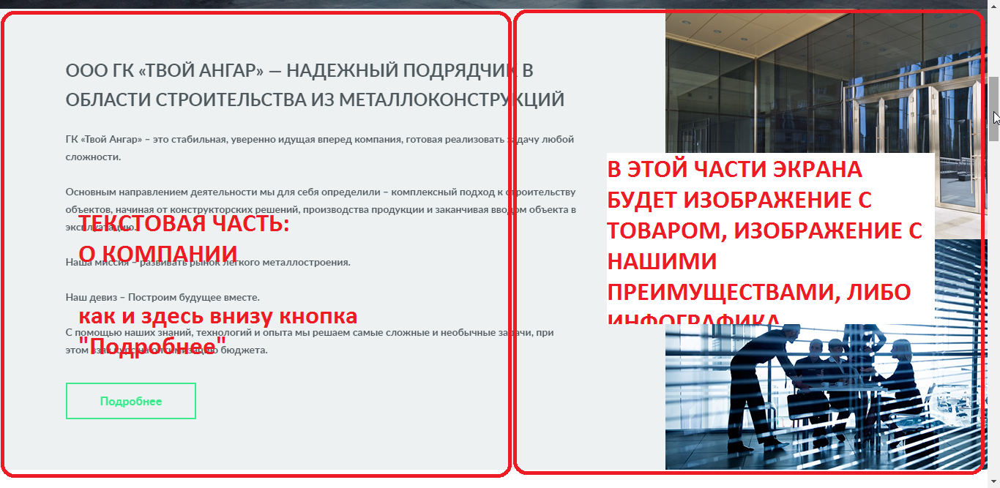 ООО ГК «ТВОЙ АНГАР» — НАДЕЖНЫЙ ПОДРЯДЧИК В
ОБЛАСТИ СТРОИТЕЛЬСТВА ИЗ МЕТАЛЛОКОНСТРУКЦИЙ
ГК «Твой Ангар» – это стабильная, уверенно идущая вперед компания, готовая реализовать задачу любой
сложности.
Основным направлением деятельности мы для себя определили – комплексный подход к строительству
объектов, начиная от конструкторских решений, производства продукции и заканчивая вводом объекта в
эксплуатацию.
ТЕКСТОВАЯ ЧАСТЬ:
О КОМПАНИИ
Наша миссия – развивать рынок легкого металлостроения.
Наш девиз – Построим будущее вместе.
как и здесь внизу кнопка
"Подробнее"
С помощью наших знаний, технологий и опыта мы решаем самые сложные и необычные задачи, при
этом взяв курс на оптимизацию бюджета.
Подробнее
В ЭТОЙ ЧАСТИ ЭКРАНА
БУДЕТ ИЗОБРАЖЕНИЕ С
ТОВАРОМ, ИЗОБРАЖЕНИЕ С
НАШИМИ
ПРЕИМУЩЕСТВАМИ, ЛИБО
ИНФОГРАФИКА